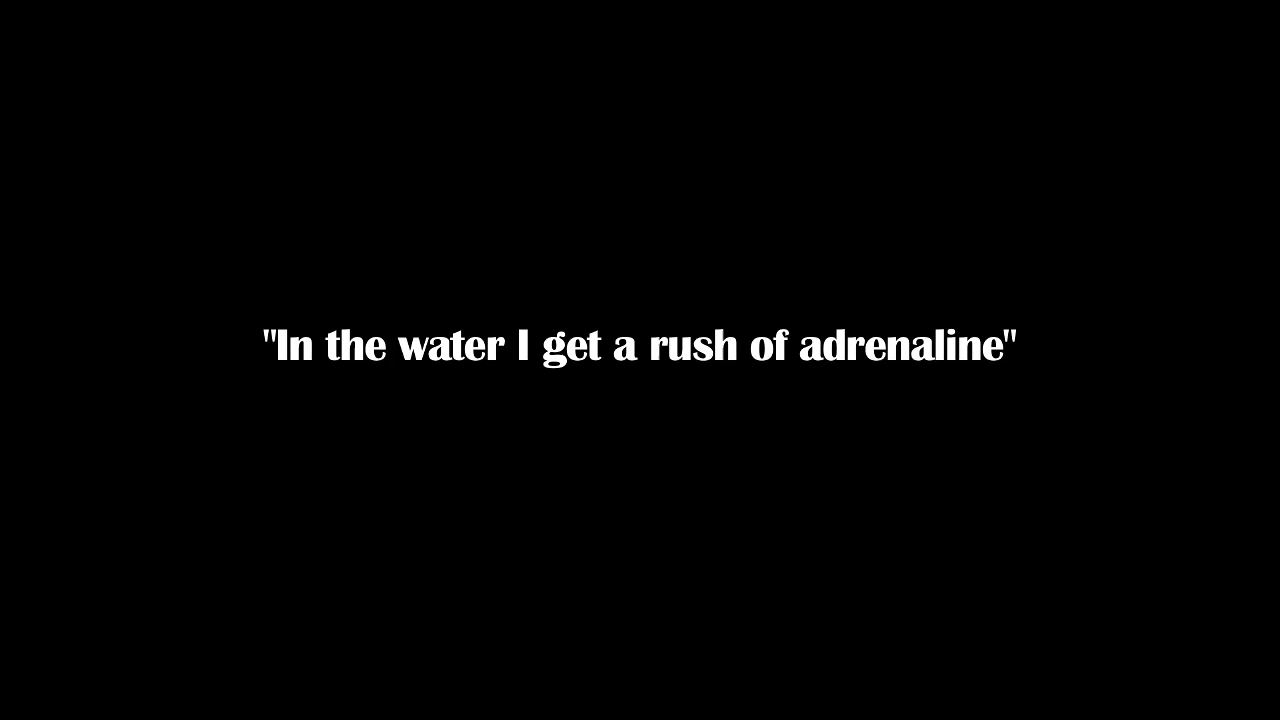 "In the water I get a rush of adrenaline"